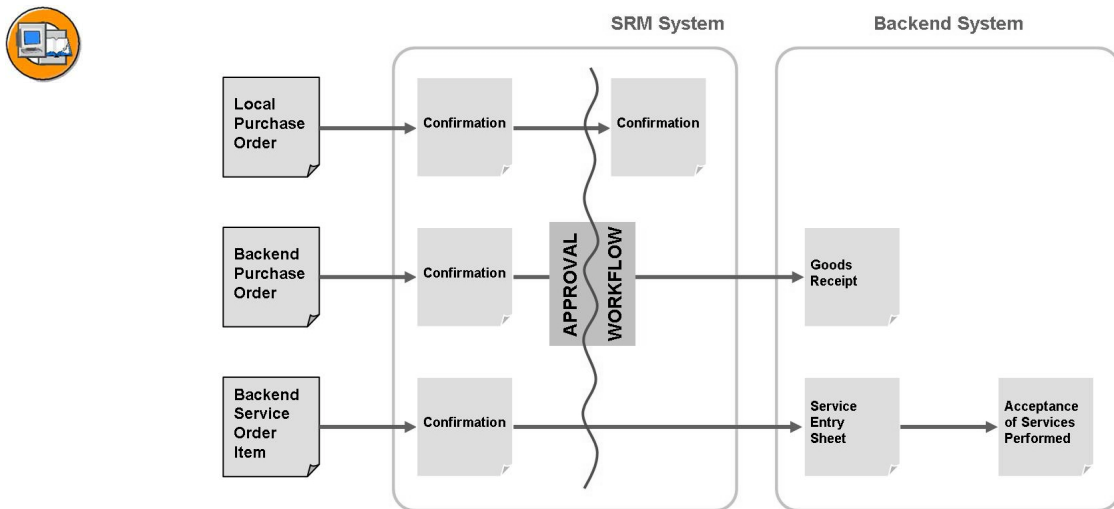 SRM System
Backend System
Local
Purchase
Order
Confirmation
Confirmation
Backend
Purchase
Order
Confirmation
APPROVAL
WORKFLOW
Goods
Receipt
Backend
Service
Order
Item
Confirmation
Service
Entry
Sheet
Acceptance
of Services
Performed